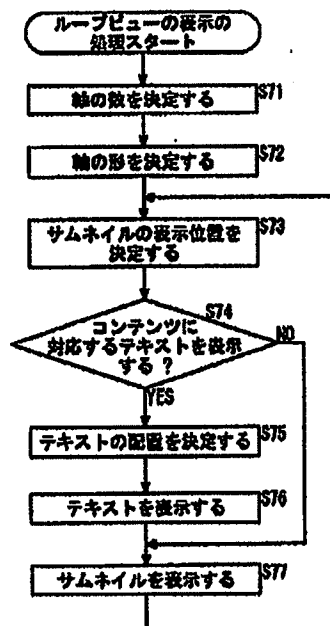 ループビューの表示の
処理スタート
S71
軸の数を決定する
S72
軸の形を決定する
S73
サムネイルの表示位置を
決定する
S74
コンテンツに
対応するテキストを表示
する？
NO
YES
S75
テキストの配置を決定する
S76
テキストを表示する
S77
サムネイルを表示する